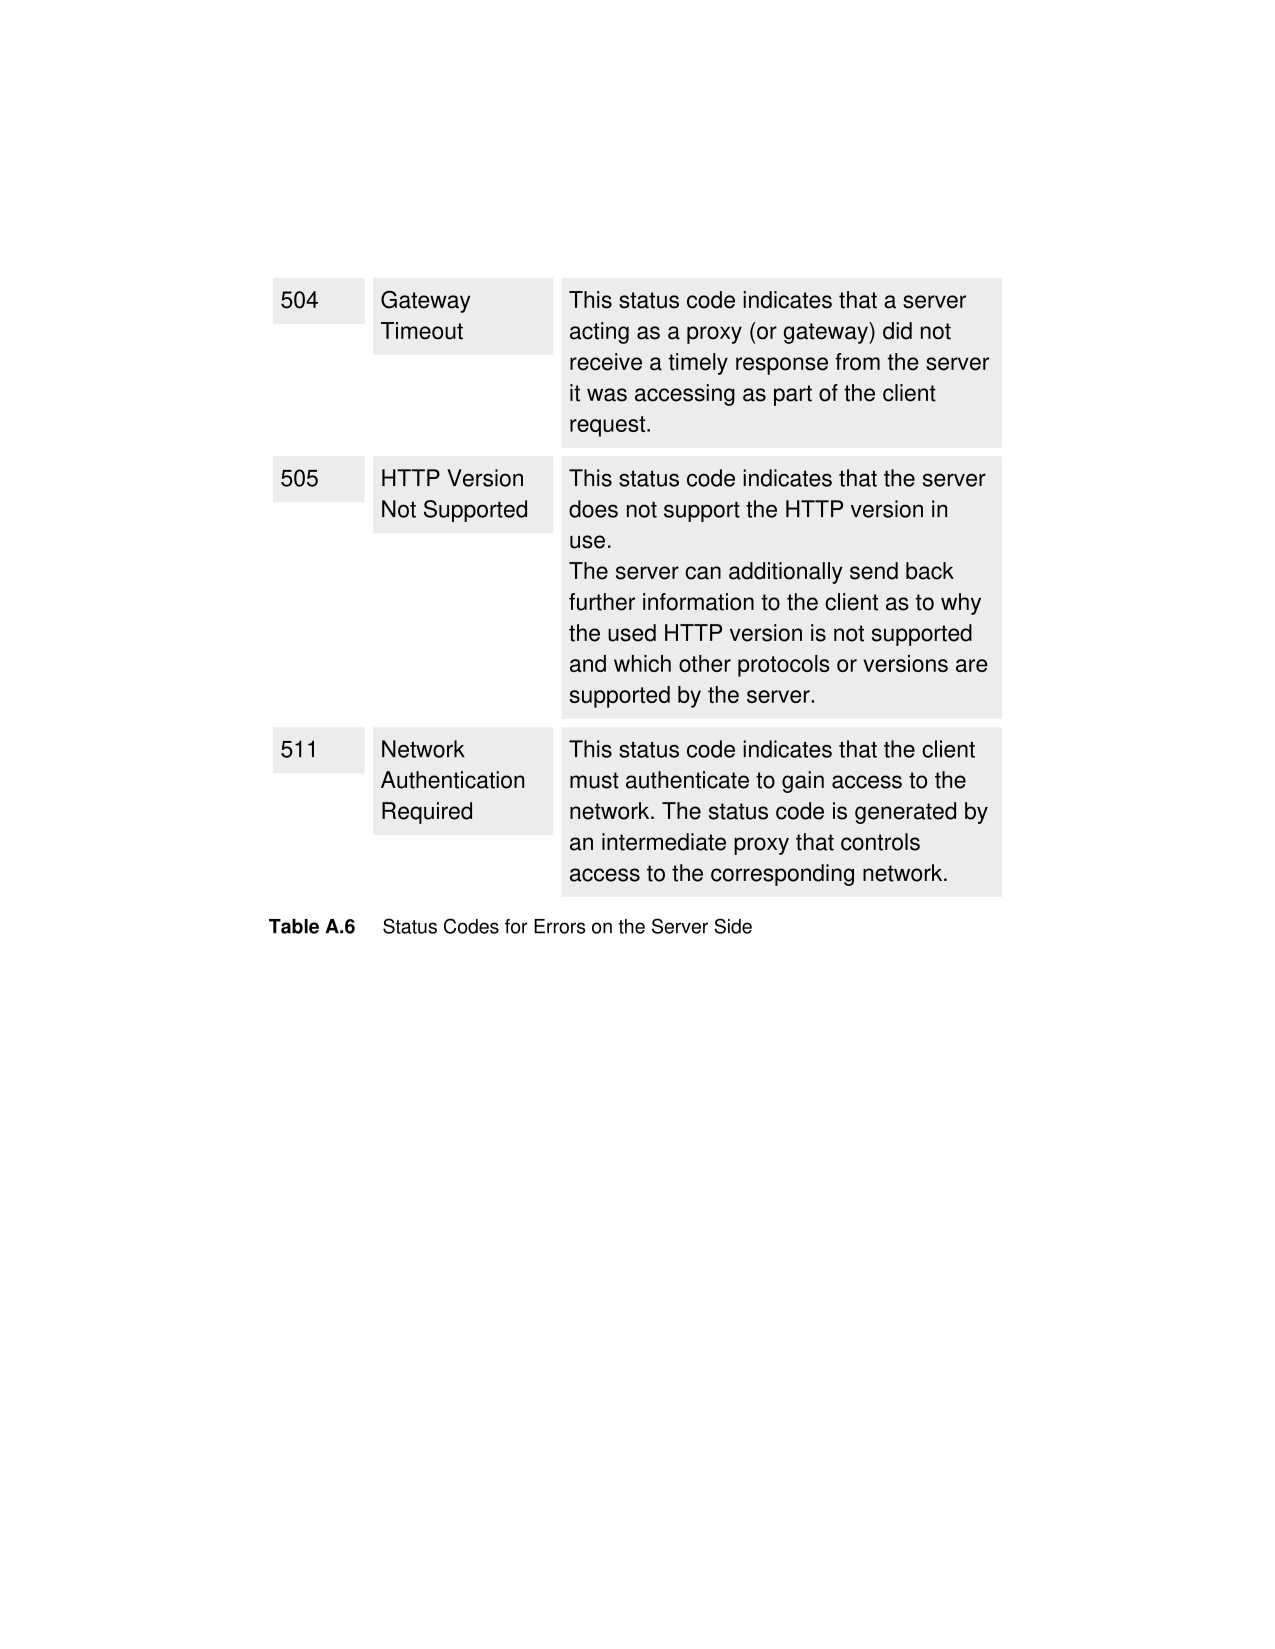 504
Gateway
Timeout
This status code indicates that a server
acting as a proxy (or gateway) did not
receive a timely response from the server
it was accessing as part of the client
request.
505
HTTP Version
Not Supported
This status code indicates that the server
does not support the HTTP version in
use.
The server can additionally send back
further information to the client as to why
the used HTTP version is not supported
and which other protocols or versions are
supported by the server.
511
Network
Authentication
Required
This status code indicates that the client
must authenticate to gain access to the
network. The status code is generated by
an intermediate proxy that controls
access to the corresponding network.
Table A.6 Status Codes for Errors on the Server Side